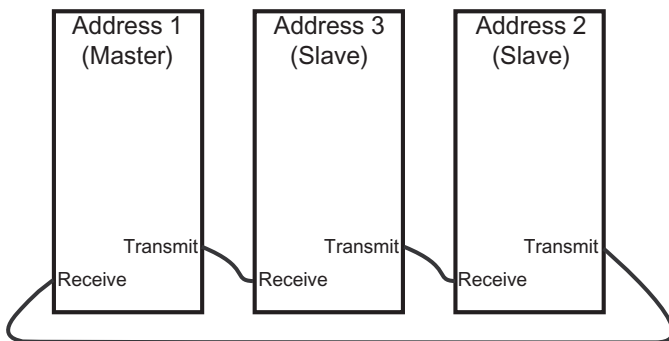 Address 1
(Master)
Address 3
(Slave)
Address 2
(Slave)
Transmit
Transmit
Transmit
Receive
Receive
Receive